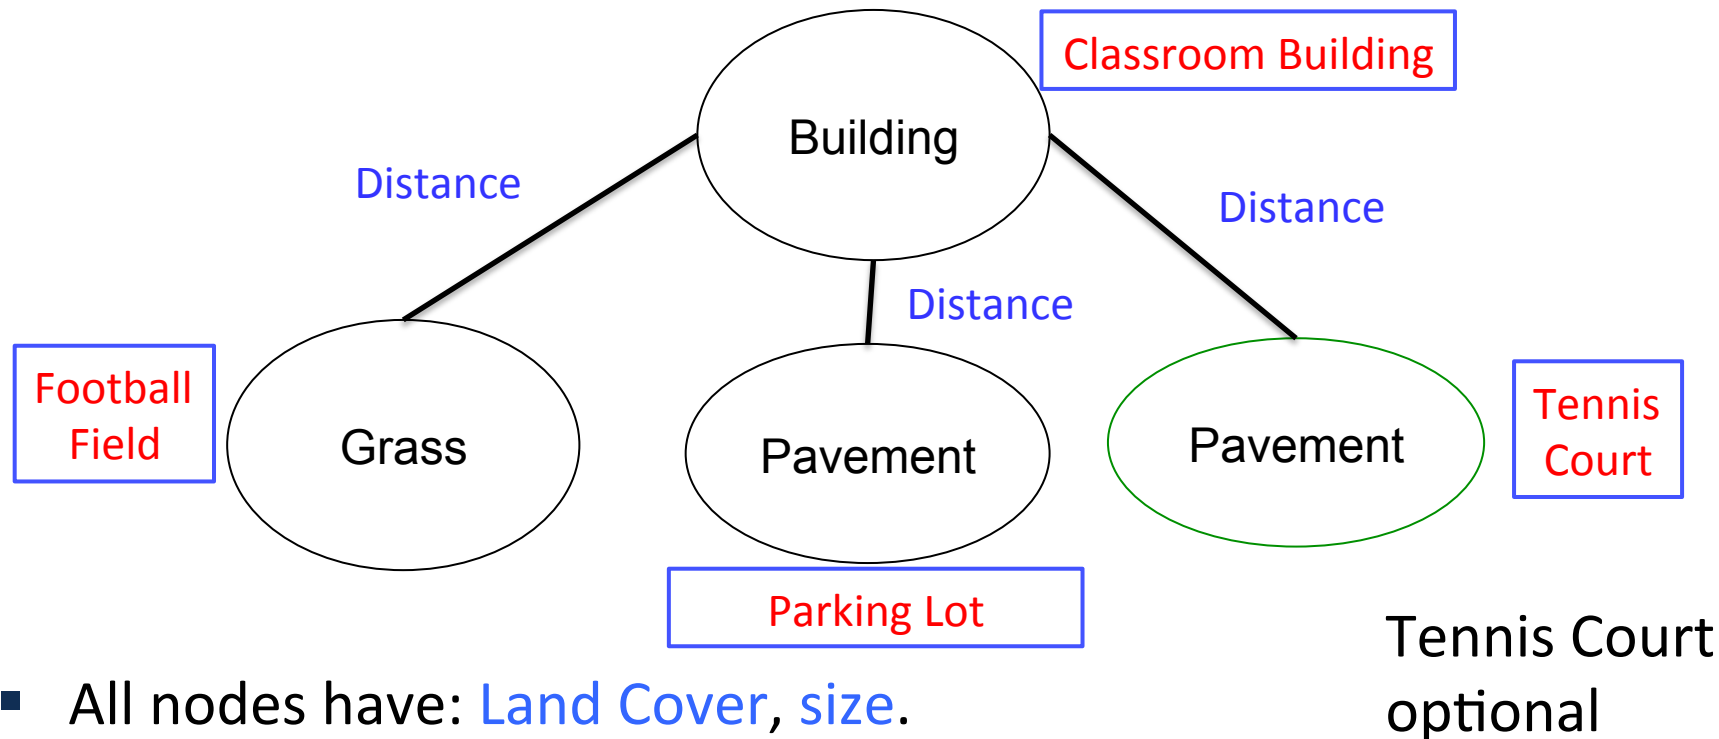 Classroom Building
Building
Distance
Distance
Distance
Football
Field
Grass
Pavement
Pavement
Tennis
Court
Parking Lot
Tennis Court
optional
▪ All nodes have: Land Cover, size.